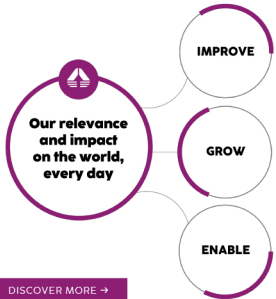 IMPROVE
Our relevance
and impact
on the world,
every day
GROW
ENABLE
DISCOVER MORE →